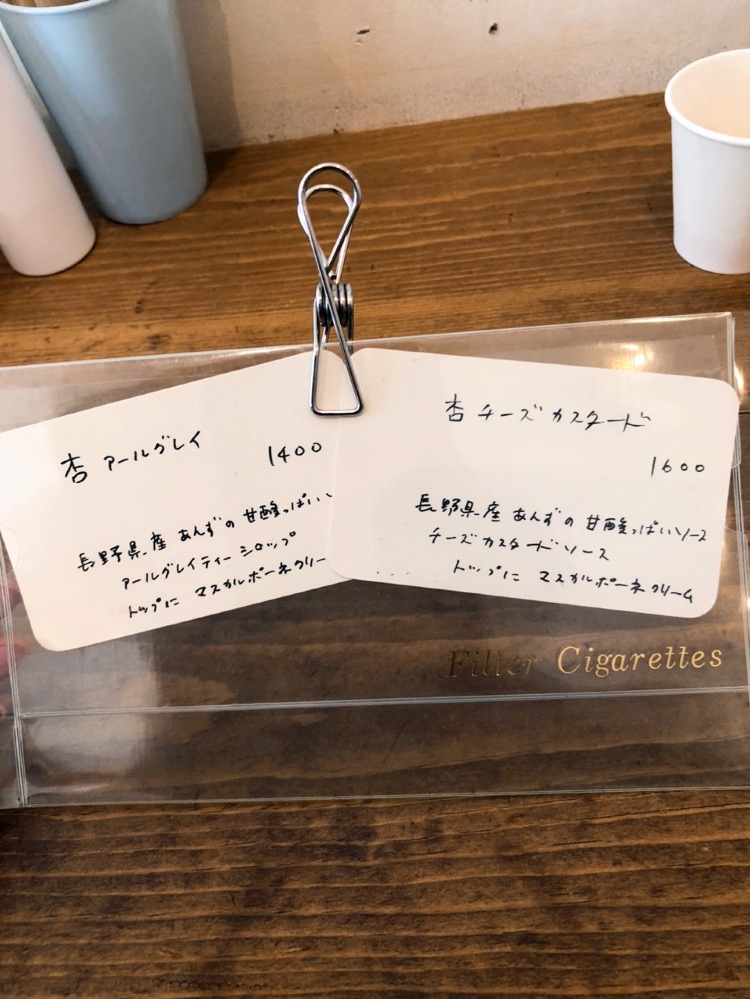 杏 アールグレイ
1400
長野県産 あんずの 甘酸っぱい
アールグレイティー シロップ
トップに マスカルポーネクリー
杏 チーズ カスタード
1600
長野県産 あんずの 甘酸っぱいソース
チーズカスタードソース
トップに マスカルポーネクリーム
Filter Cigarettes